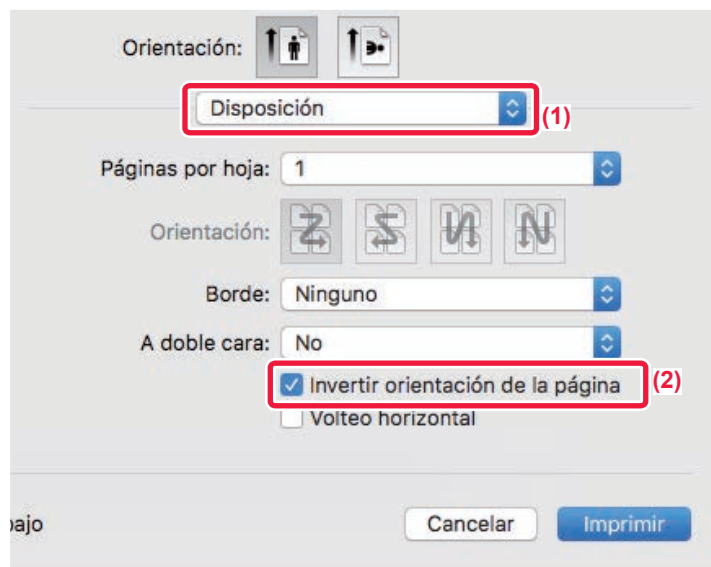 Orientación:
Disposición
(1)
Páginas por hoja: 1
Orientación:
Borde: Ninguno
A doble cara: No
Invertir orientación de la página
(2)
Volteo horizontal
ajo
Cancelar
Imprimir